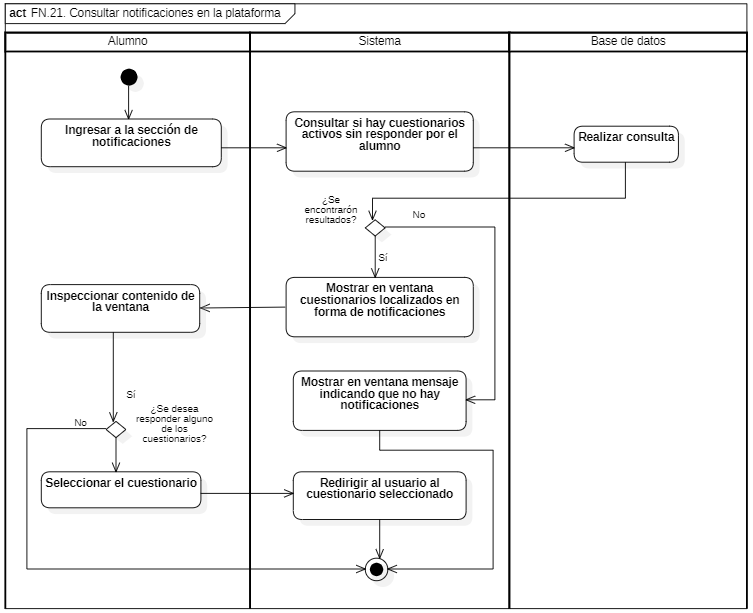 act FN.21. Consultar notificaciones en la plataforma
Alumno
Sistema
Base de datos
Ingresar a la sección de
notificaciones
Consultar si hay cuestionarios
activos sin responder por el
alumno
Realizar consulta
¿Se
encontrarón
resultados?
No
Sí
Inspeccionar contenido de
la ventana
Mostrar en ventana
cuestionarios localizados en
forma de notificaciones
Mostrar en ventana mensaje
indicando que no hay
notificaciones
Sí
¿Se desea
responder alguno
de los
cuestionarios?
No
Seleccionar el cuestionario
Redirigir al usuario al
cuestionario seleccionado